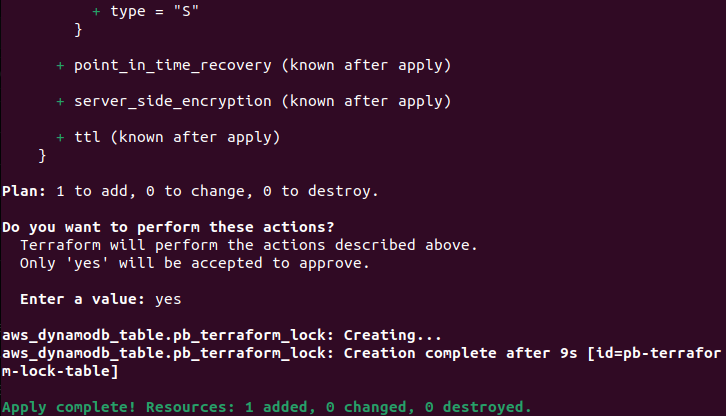 + type = "S"
}
+ point_in_time_recovery (known after apply)
+ server_side_encryption (known after apply)
+ ttl (known after apply)
}
Plan: 1 to add, 0 to change, 0 to destroy.
Do you want to perform these actions?
Terraform will perform the actions described above.
Only 'yes' will be accepted to approve.
Enter a value: yes
aws_dynamodb_table.pb_terraform_lock: Creating...
aws_dynamodb_table.pb_terraform_lock: Creation complete after 9s [id=pb-terrafor
m-lock-table]
Apply complete! Resources: 1 added, 0 changed, 0 destroyed.